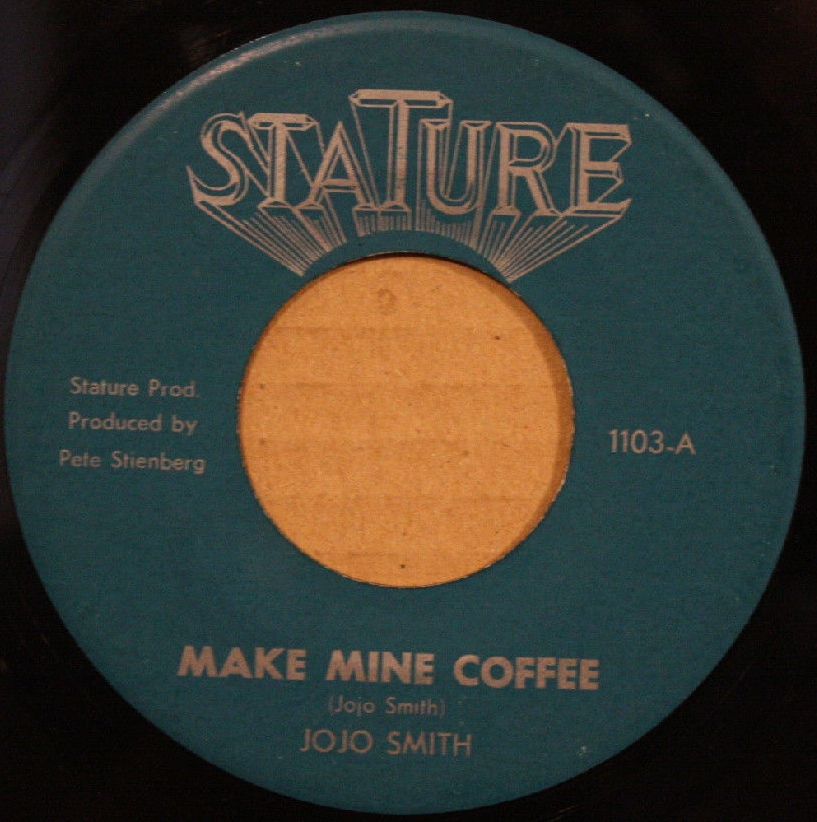 STATURE
Stature Prod.
Produced by
Pete Stienberg
1103-A
MAKE MINE COFFEE
(Jojo Smith)
JOJO SMITH